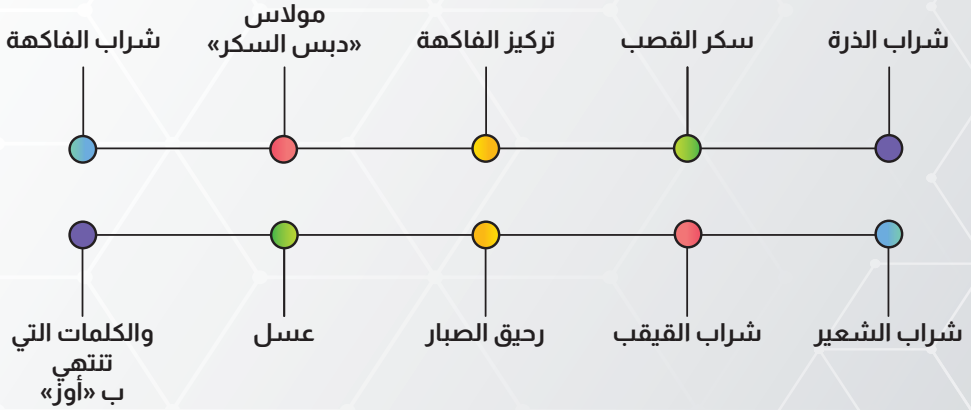 شراب الذرة
سكر القصب
تركيز الفاكهة
مولاس
«دبس السكر»
شراب الفاكهة
شراب الشعير
شراب القيقب
رحيق الصبار
عسل
والكلمات التي
تنتهي
ب «أوز»